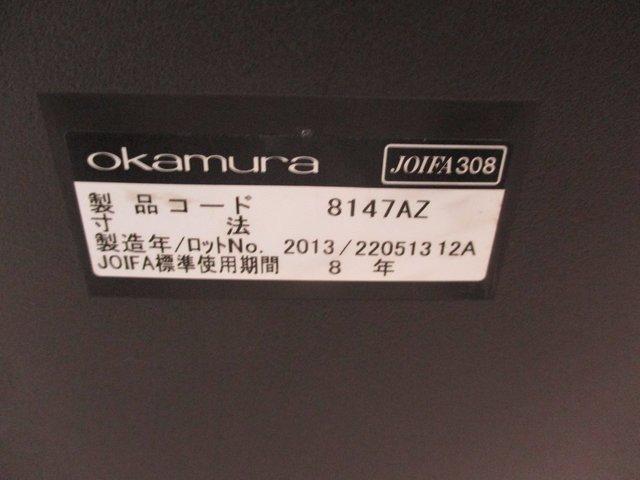 okamura JOIFA308
製品コード 8147AZ
寸法
製造年/ロットNo. 2013/22051312A
JOIFA標準使用期間 8 年